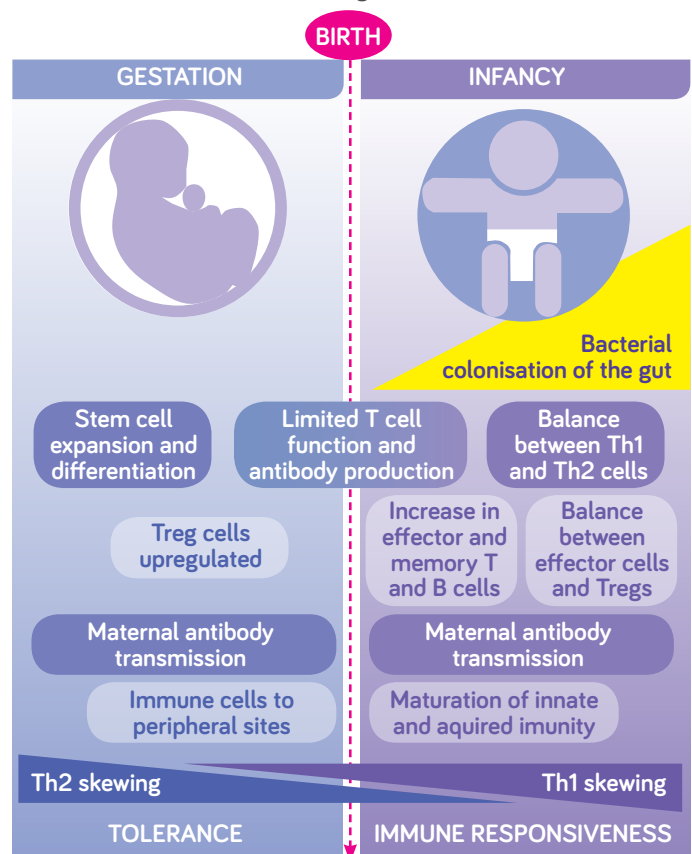 BIRTH
GESTATION
INFANCY
Bacterial
colonisation of the gut
Stem cell
expansion and
differentiation
Limited T cell
function and
antibody production
Balance
between Th1
and Th2 cells
Treg cells
upregulated
Increase in
effector and
memory T
and B cells
Balance
between
effector cells
and Tregs
Maternal antibody
transmission
Maternal antibody
transmission
Immune cells to
peripheral sites
Maturation of innate
and aquired imunity
Th2 skewing
Th1 skewing
TOLERANCE
IMMUNE RESPONSIVENESS